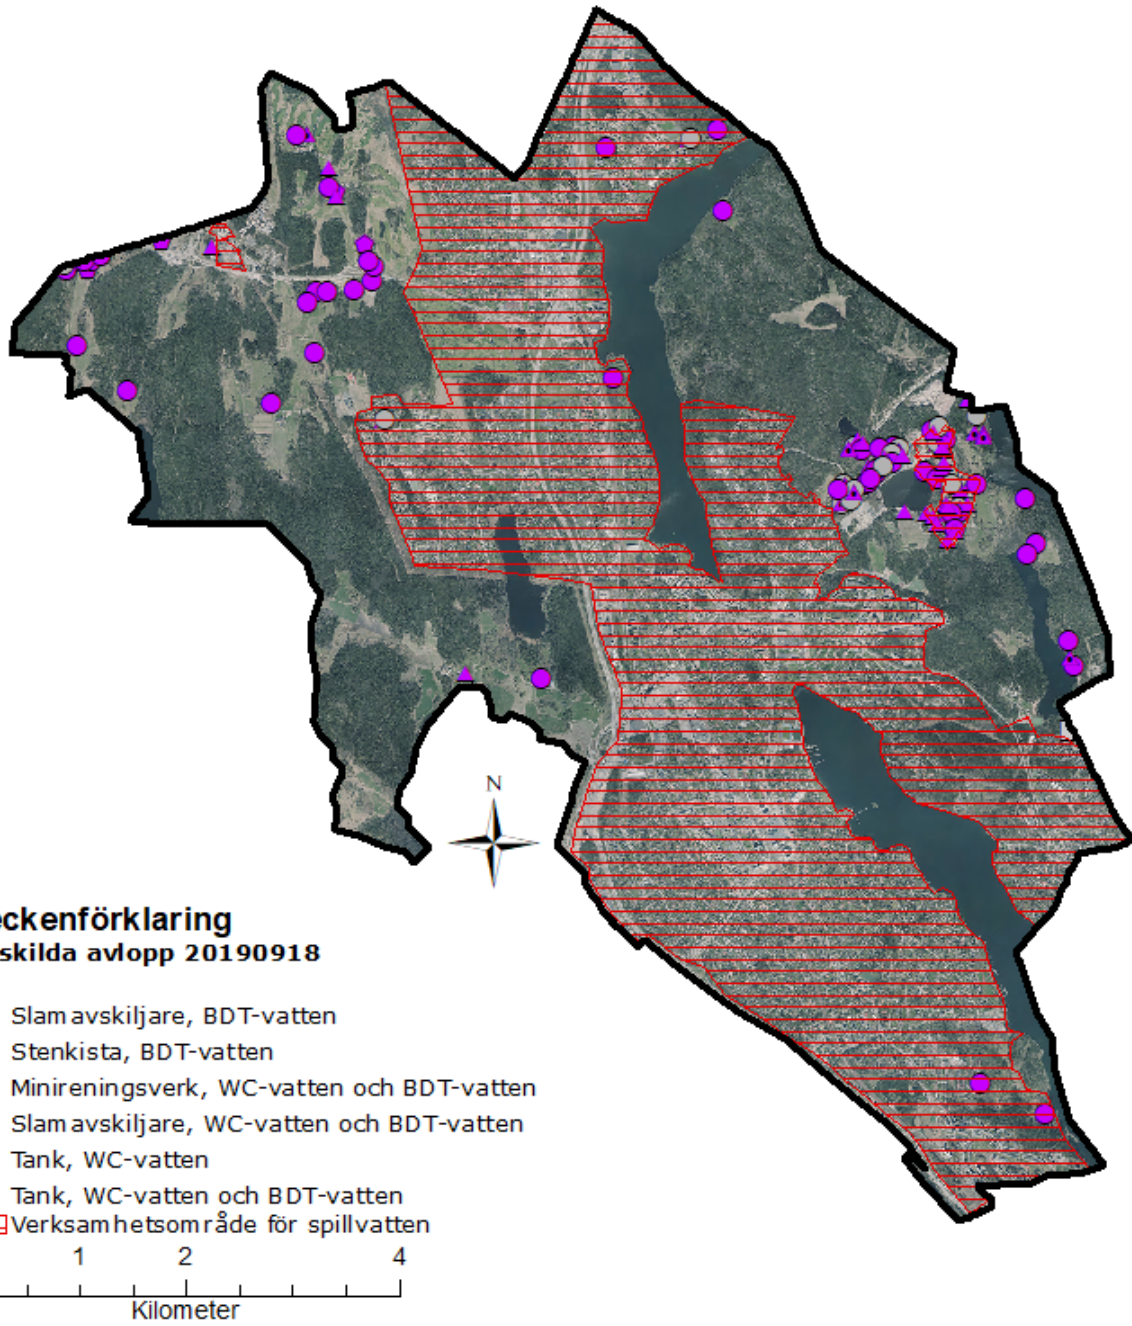 N
eckenförklaring
skilda avlopp 20190918
Slamavskiljare, BDT-vatten
Stenkista, BDT-vatten
Minireningsverk, WC-vatten och BDT-vatten
Slamavskiljare, WC-vatten och BDT-vatten
Tank, WC-vatten
Tank, WC-vatten och BDT-vatten
Verksamhetsområde för spillvatten
1 2 4
Kilometer